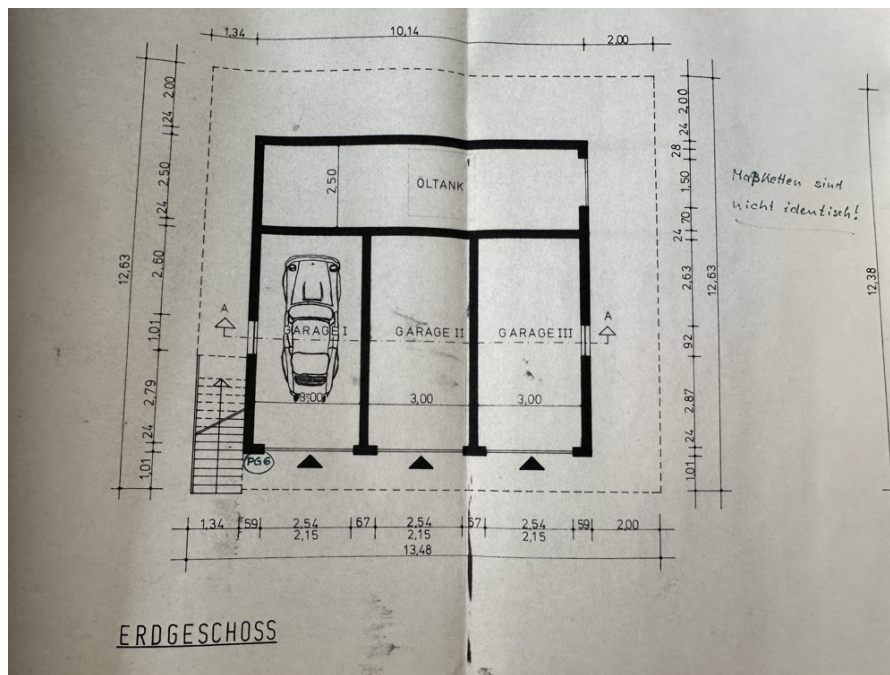 1,34 10,14 2,00
2,00
24
2,50
24
2,60
1,01
2,79
24
1,01
12,63
2,50
ÖLTANK
GARAGE I GARAGE II GARAGE III
A A
3,00 3,00 3,00
PG6
2,00
24
28
1,50
70
24
2,63
92
2,87
24
1,01
12,63
Maßketten sind
nicht identisch!
12,38
1,34 59 2,54 67 2,54 67 2,54 59 2,00
2,15 2,15 2,15
13,48
ERDGESCHOSS